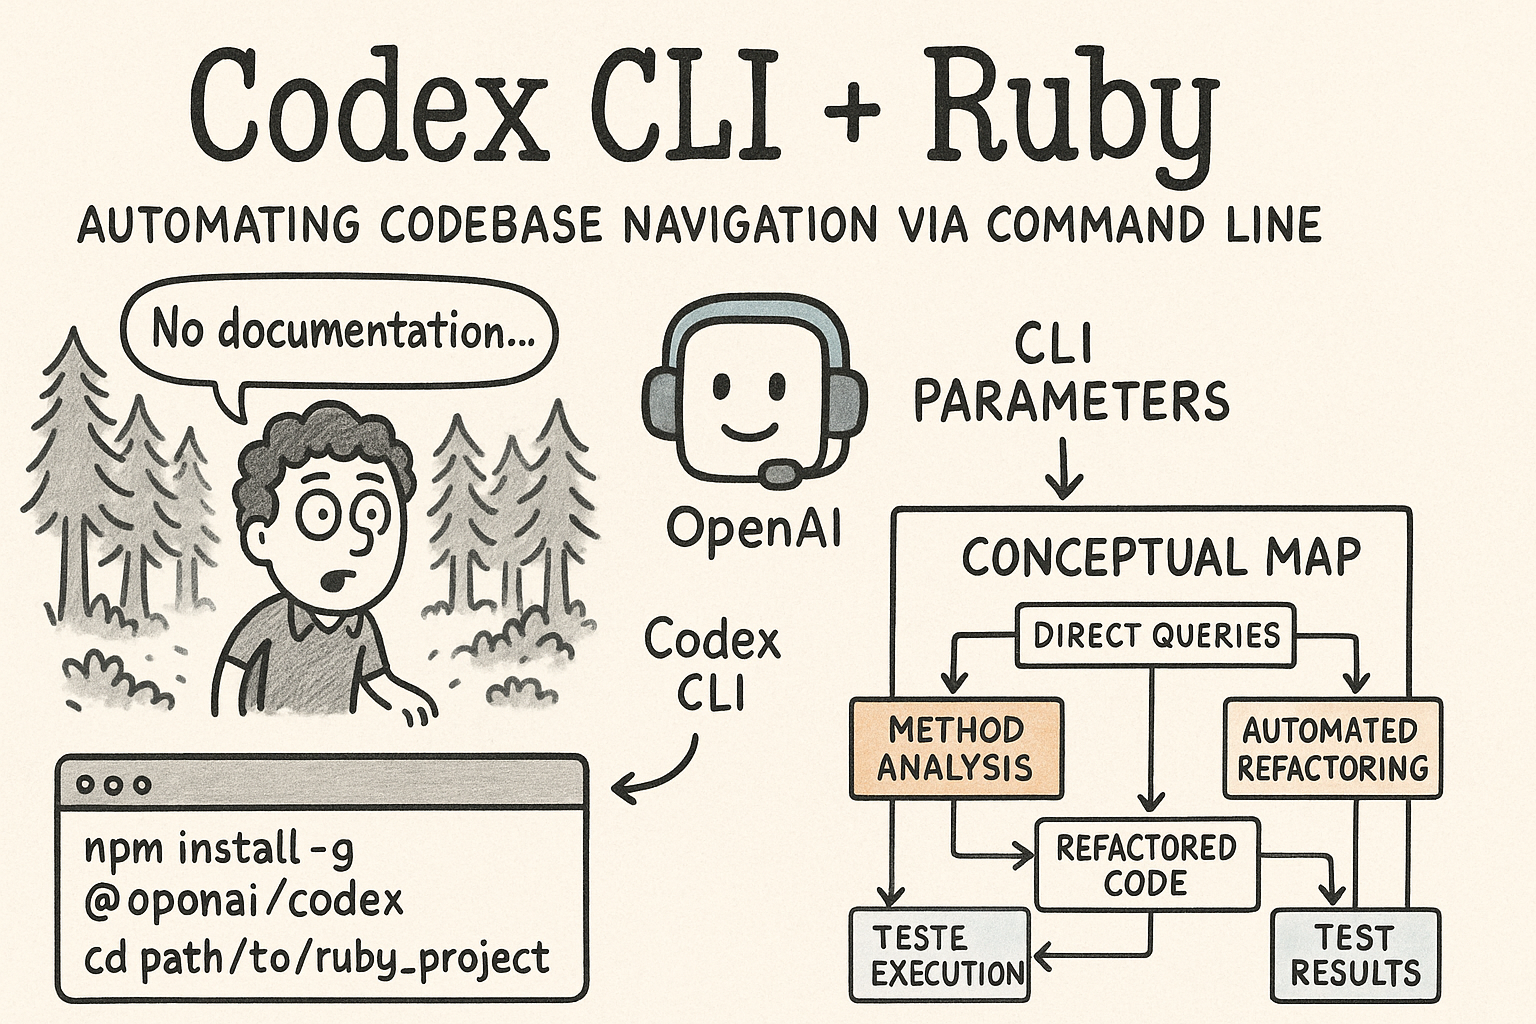 Codex CLI + Ruby
AUTOMATING CODEBASE NAVIGATION VIA COMMAND LINE
No documentation...
OpenAI
Codex
CLI
npm install -g
@oponai/codex
cd path/to/ruby_project
CLI
PARAMETERS
CONCEPTUAL MAP
DIRECT QUERIES
METHOD
ANALYSIS
AUTOMATED
REFACTORING
REFACTORED
CODE
TESTE
EXECUTION
TEST
RESULTS